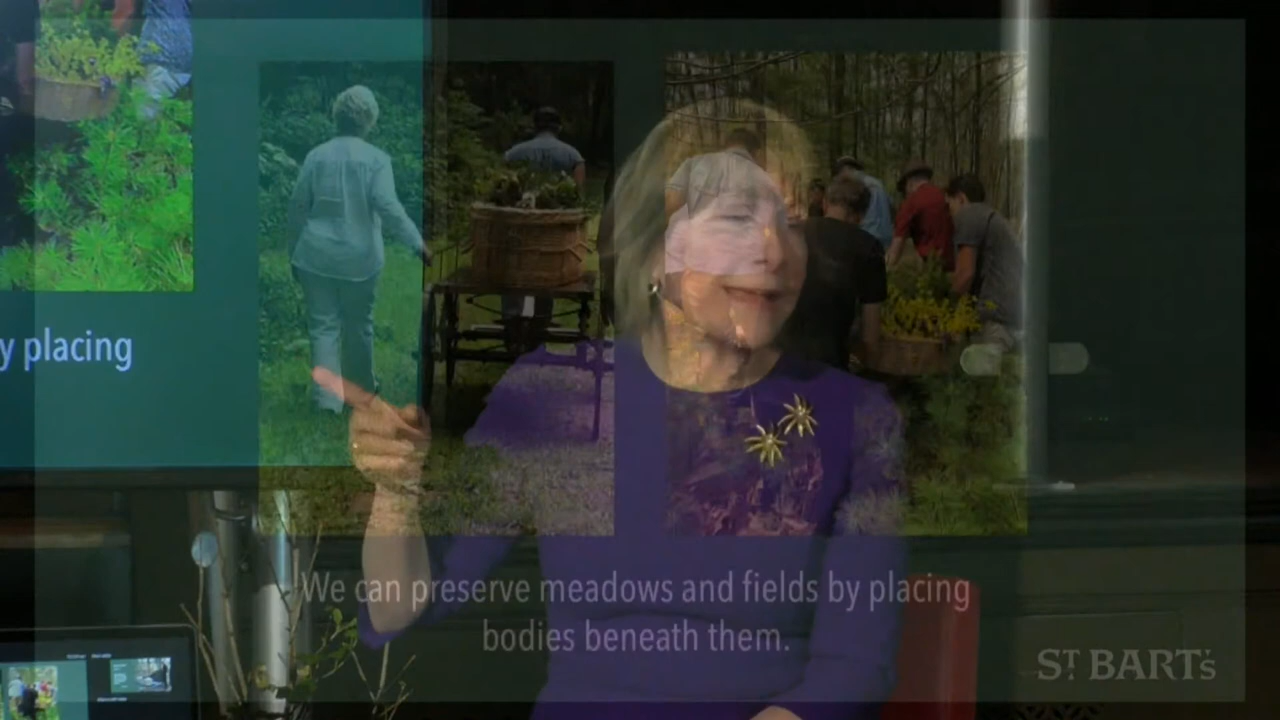 y placing
We can preserve meadows and fields by placing
bodies beneath them.
ST BART's